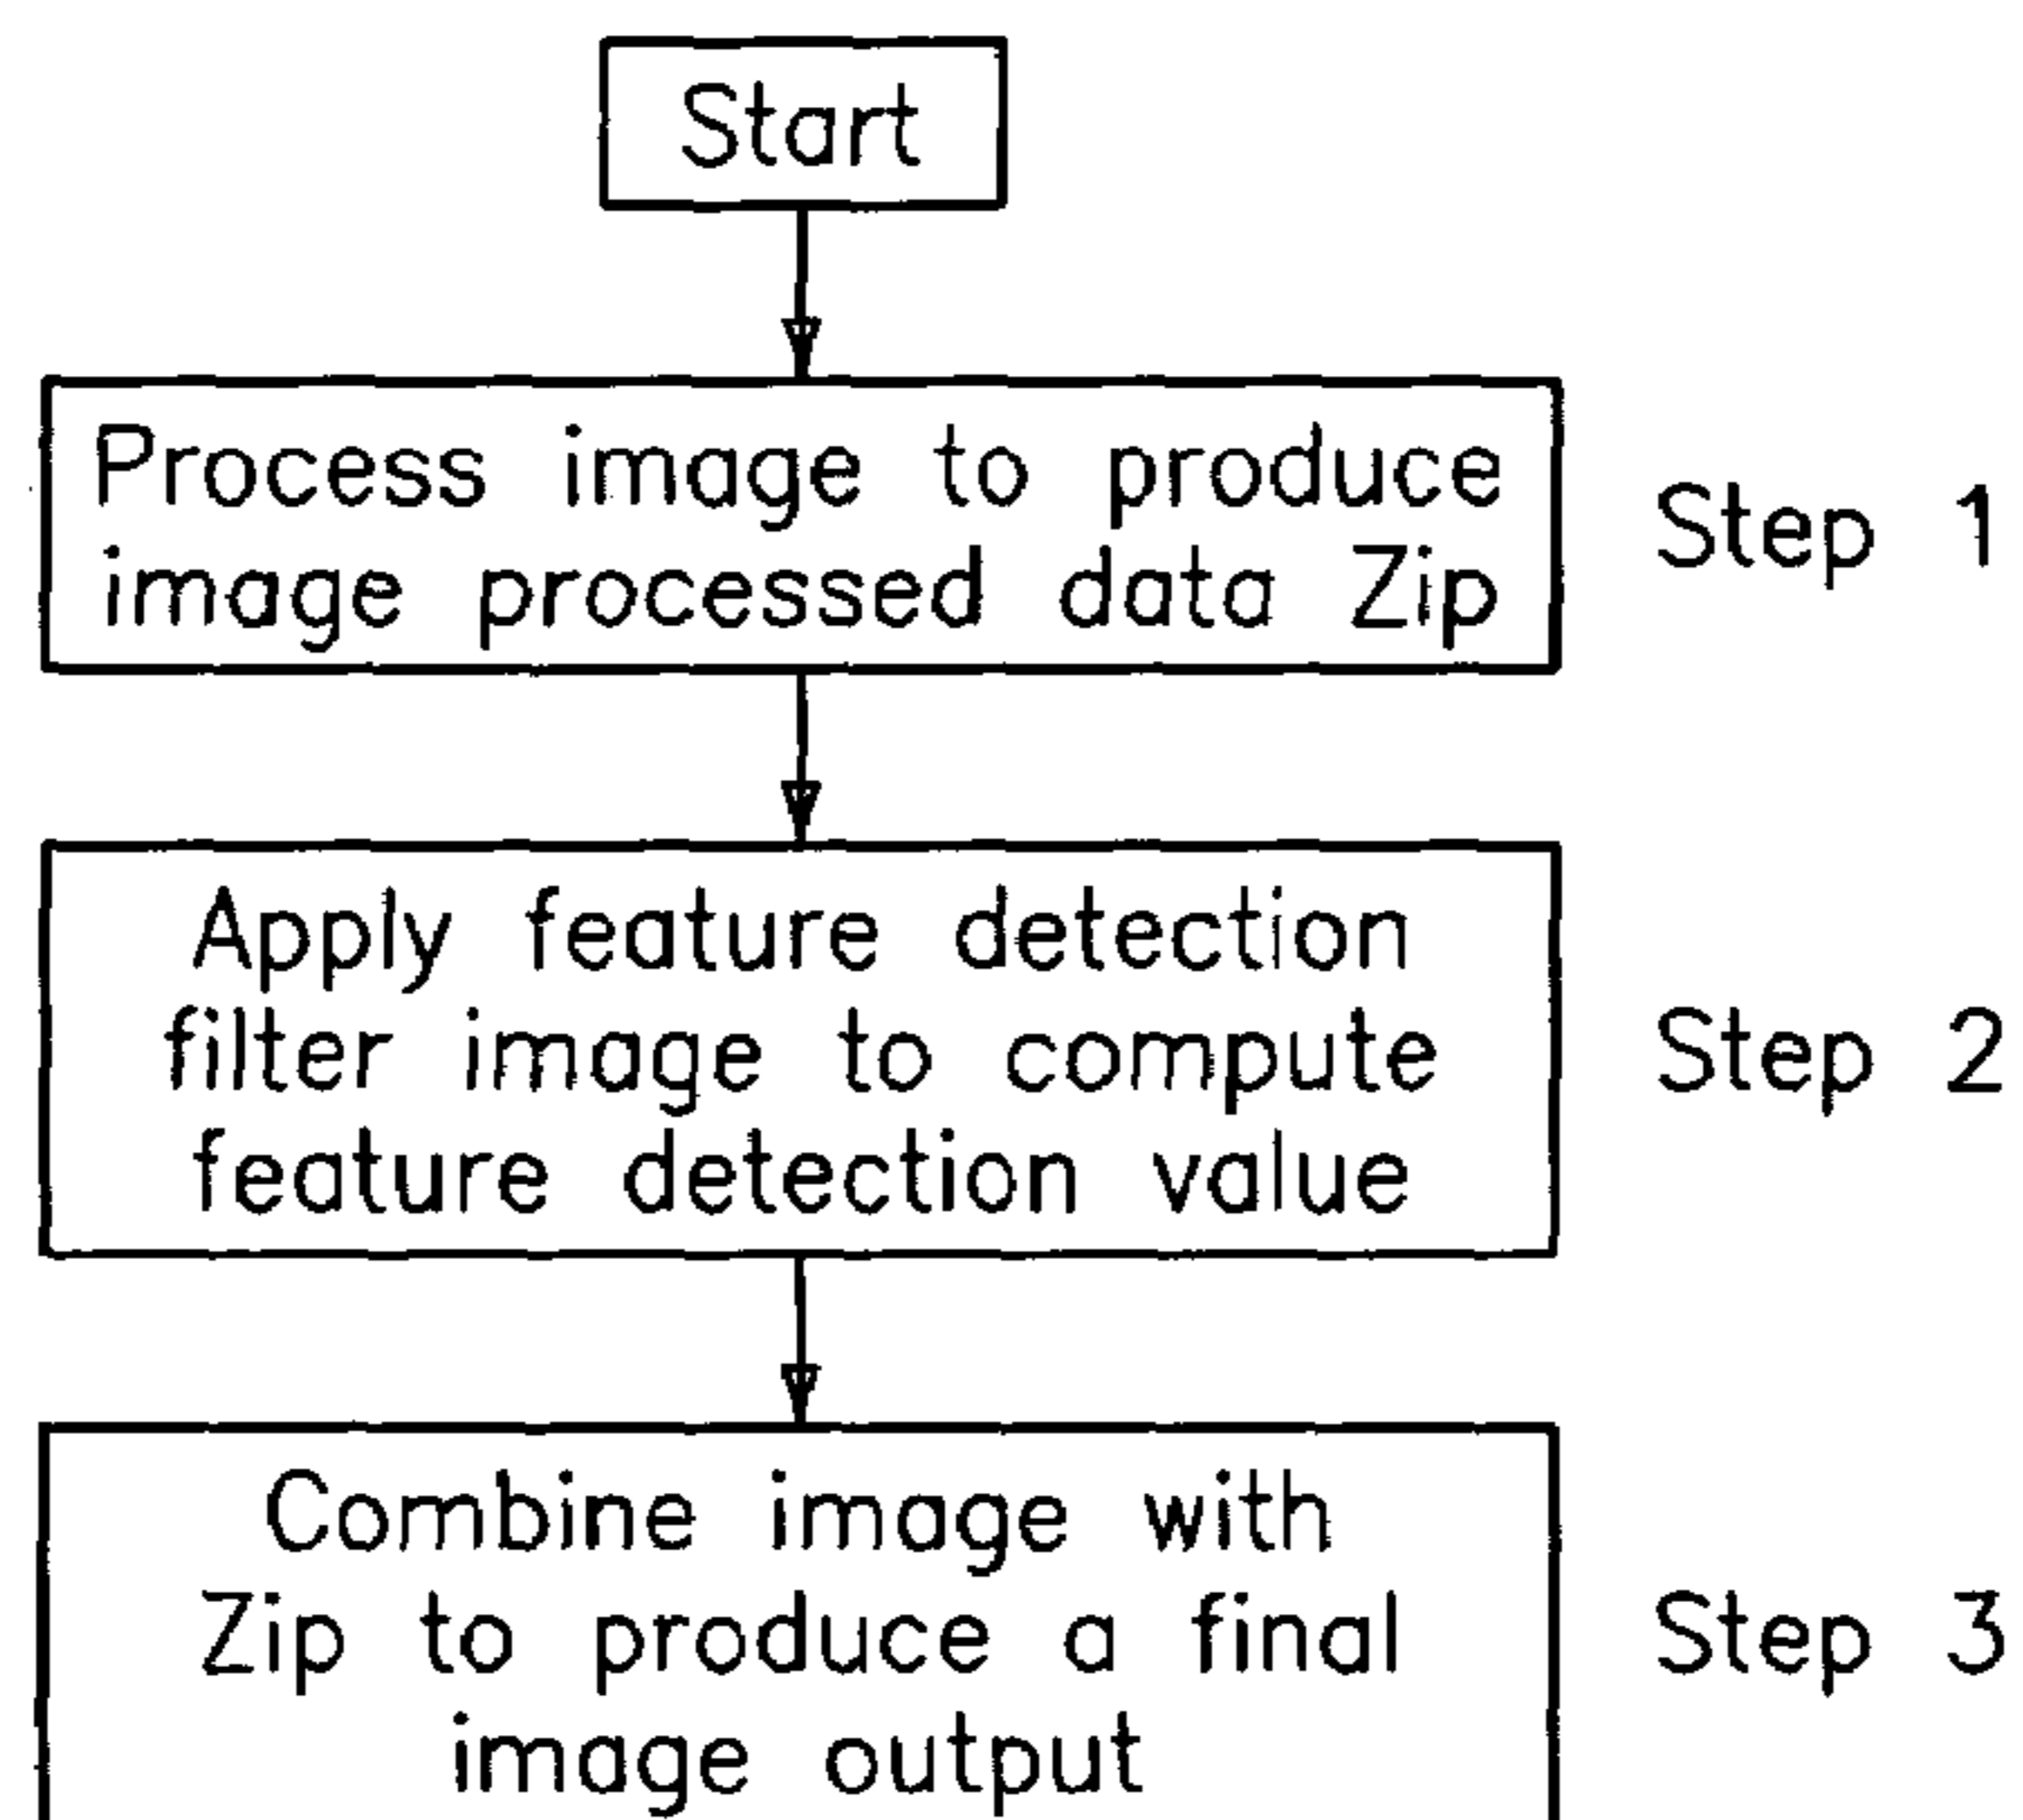 Start
Process image to produce
image processed data Zip
Step 1
Apply feature detection
filter image to compute
feature detection value
Step 2
Combine image with
Zip to produce a final
image output
Step 3